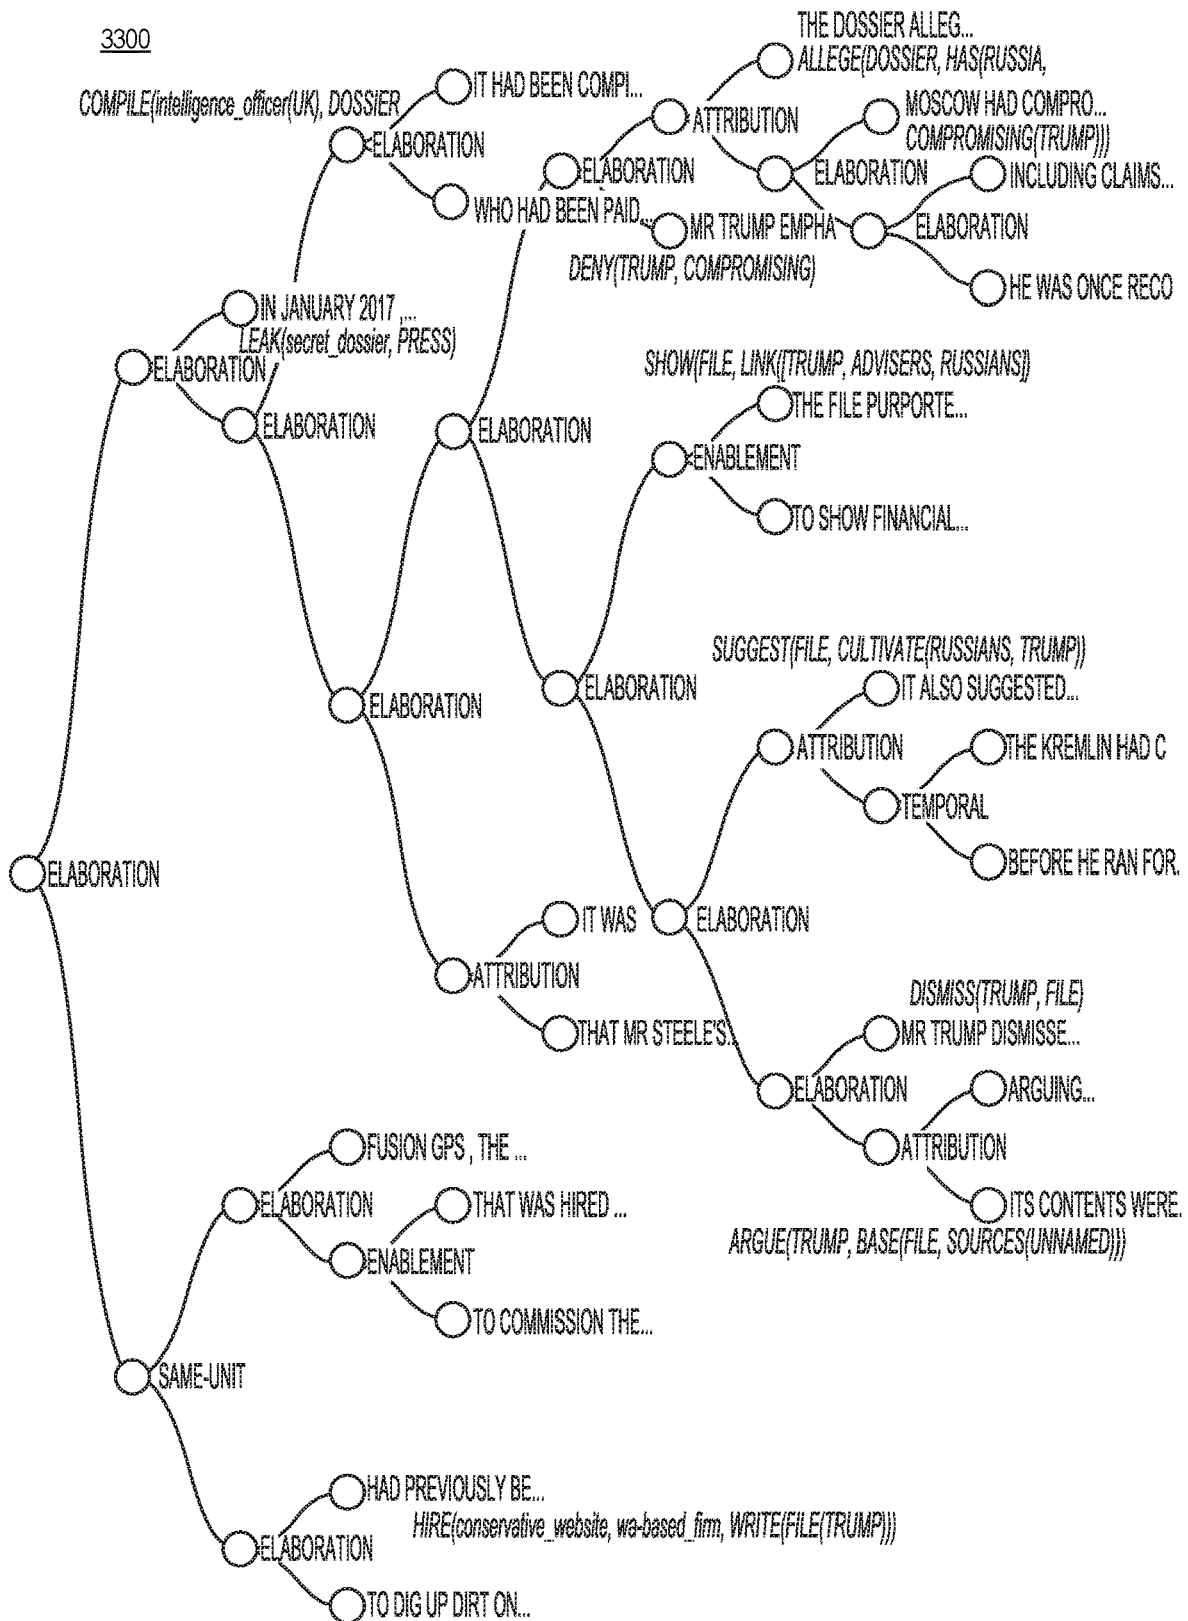 3300
THE DOSSIER ALLEG...
ALLEGE(DOSSIER, HAS(RUSSIA,
IT HAD BEEN COMPI...
COMPILE(intelligence_officer(UK), DOSSIER
MOSCOW HAD COMPRO...
ATTRIBUTION
COMPROMISING(TRUMP)))
ELABORATION
ELABORATION
ELABORATION
INCLUDING CLAIMS...
WHO HAD BEEN PAID...
MR TRUMP EMPHA
ELABORATION
DENY(TRUMP, COMPROMISING)
HE WAS ONCE RECO
IN JANUARY 2017 ,...
LEAK(secret_dossier, PRESS)
ELABORATION
SHOW(FILE, LINK([TRUMP, ADVISERS, RUSSIANS])
THE FILE PURPORTE...
ELABORATION
ELABORATION
ENABLEMENT
TO SHOW FINANCIAL...
SUGGEST(FILE, CULTIVATE(RUSSIANS, TRUMP))
IT ALSO SUGGESTED...
ELABORATION
ELABORATION
ATTRIBUTION
THE KREMLIN HAD C
TEMPORAL
BEFORE HE RAN FOR.
ELABORATION
IT WAS
ELABORATION
ATTRIBUTION
DISMISS(TRUMP, FILE)
THAT MR STEELE'S...
MR TRUMP DISMISSE...
ELABORATION
ARGUING...
FUSION GPS , THE ...
ATTRIBUTION
ELABORATION
THAT WAS HIRED ...
ITS CONTENTS WERE.
ARGUE(TRUMP, BASE(FILE, SOURCES(UNNAMED)))
ENABLEMENT
TO COMMISSION THE...
SAME-UNIT
HAD PREVIOUSLY BE...
HIRE(conservative_website, wa-based_firm, WRITE(FILE(TRUMP)))
ELABORATION
TO DIG UP DIRT ON...